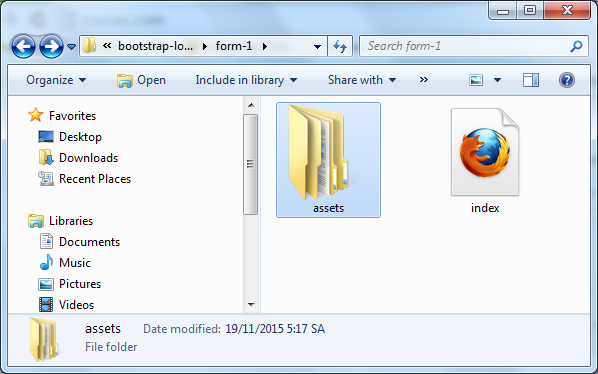 bootstrap-lo... form-1 Search form-1
Organize Open Include in library Share with »
Favorites
Desktop
Downloads
Recent Places
Libraries
Documents
Music
Pictures
Videos
assets index
assets Date modified: 19/11/2015 5:17 SA
File folder